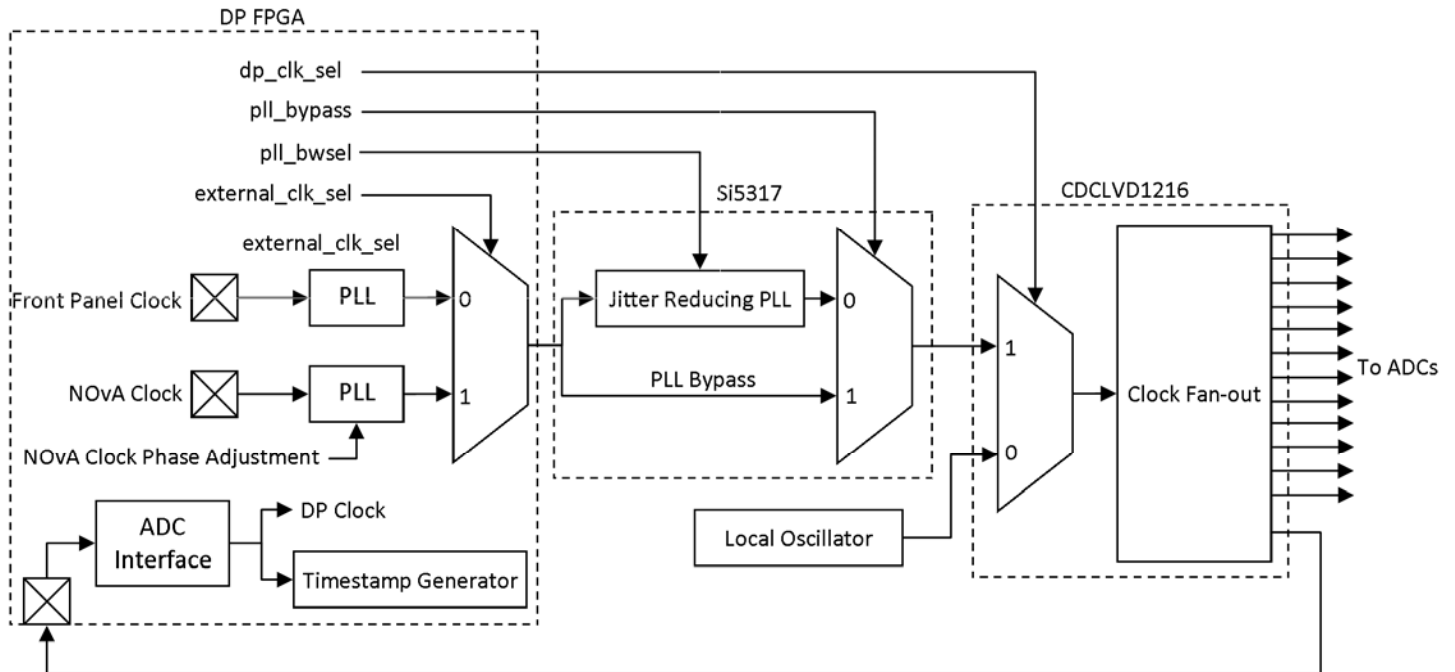 DP FPGA
dp_clk_sel
pll_bypass
pll_bwsel
external_clk_sel
Si5317
CDCLVD1216
external_clk_sel
Front Panel Clock
PLL
0
Jitter Reducing PLL
0
1
To ADCs
NOvA Clock
PLL
1
PLL Bypass
1
Clock Fan-out
NOvA Clock Phase Adjustment
0
ADC
Interface
DP Clock
Local Oscillator
Timestamp Generator